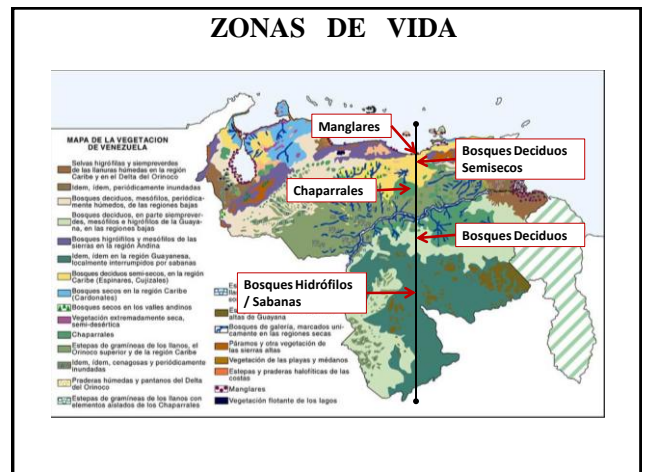 ZONAS DE VIDA
Manglares
Bosques Deciduos
Semisecos
Chaparrales
Bosques Deciduos
Bosques Hidrófilos
/ Sabanas
MAPA DE LA VEGETACION
DE VENEZUELA
Selvas higrófilas y siempreverdes
de las llanuras húmedas en la región
Caribe y en el Delta del Orinoco
Idem, ídem, periódicamente inundadas
Bosques deciduos, mesófilos, periódica-
mente húmedos, de las regiones bajas
Bosques deciduos, en parte siemprever-
des, mesófilos e higrófilos de la Guaya-
na, en las regiones bajas
Bosques higrófilos y mesófilos de las
sierras en la región Andina
Idem, ídem en la región Guayanesa,
localmente interrumpidos por sabanas
Bosques deciduos semi-secos, en la región
Caribe (Espinares, Cujizales)
Bosques secos en la región Caribe
(Cardonales)
Bosques secos en los valles andinos
Vegetación extremadamente seca,
semi-desértica
Chaparrales
Estepas de gramíneas de los llanos, el
Orinoco superior y de la región Caribe
Idem, ídem, cenagosas y periódicamente
inundadas
Praderas húmedas y pantanos del Delta
del Orinoco
Estepas de gramíneas de los llanos con
elementos aislados de los Chaparrales
altas de Guayana
Bosques de galería, marcados uni-
camente en las regiones secas
Páramos y otra vegetación de
las sierras altas
Vegetación de las playas y médanos
Estepas y praderas halofíticas de las
costas
Manglares
Vegetación flotante de los lagos